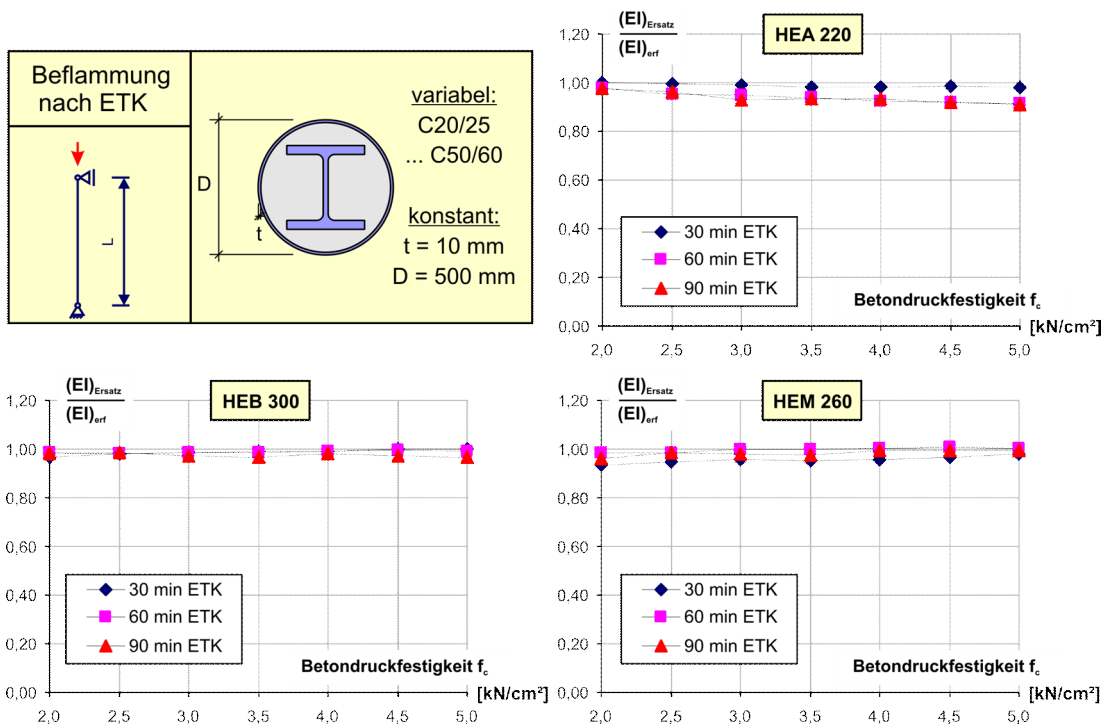 Beflammung
nach ETK
L
D
t
variabel:
C20/25
... C50/60
konstant:
t = 10 mm
D = 500 mm
(EI)Ersatz
(EI)erf
HEA 220
1,20
1,00
0,80
0,60
0,40
0,20
0,00
30 min ETK
60 min ETK
90 min ETK
Betondruckfestigkeit fc
[kN/cm²]
2,0 2,5 3,0 3,5 4,0 4,5 5,0
(EI)Ersatz
(EI)erf
HEB 300
1,20
1,00
0,80
0,60
0,40
0,20
0,00
30 min ETK
60 min ETK
90 min ETK
Betondruckfestigkeit fc
[kN/cm²]
2,0 2,5 3,0 3,5 4,0 4,5 5,0
(EI)Ersatz
(EI)erf
HEM 260
1,20
1,00
0,80
0,60
0,40
0,20
0,00
30 min ETK
60 min ETK
90 min ETK
Betondruckfestigkeit fc
[kN/cm²]
2,0 2,5 3,0 3,5 4,0 4,5 5,0